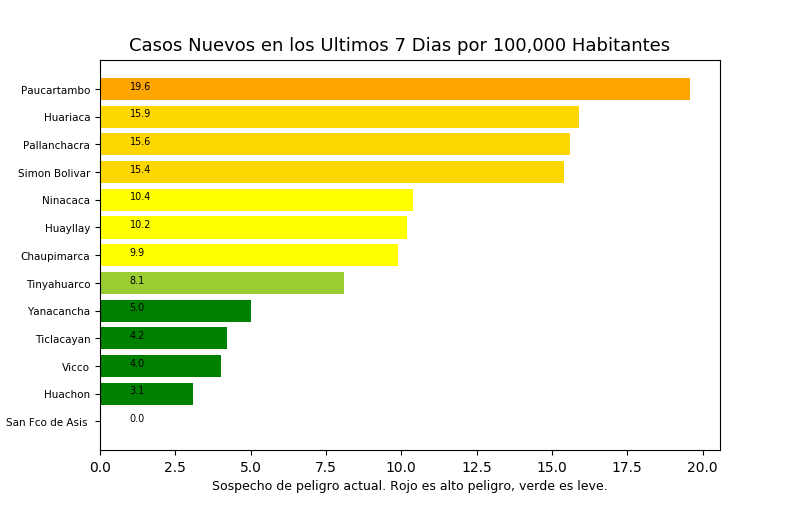 Casos Nuevos en los Ultimos 7 Dias por 100,000 Habitantes
Paucartambo 19.6
Huariaca 15.9
Pallanchacra 15.6
Simon Bolivar 15.4
Ninacaca 10.4
Huayllay 10.2
Chaupimarca 9.9
Tinyahuarco 8.1
Yanacancha 5.0
Ticlacayan 4.2
Vicco 4.0
Huachon 3.1
San Fco de Asis 0.0
0.0 2.5 5.0 7.5 10.0 12.5 15.0 17.5 20.0
Sospecho de peligro actual. Rojo es alto peligro, verde es leve.